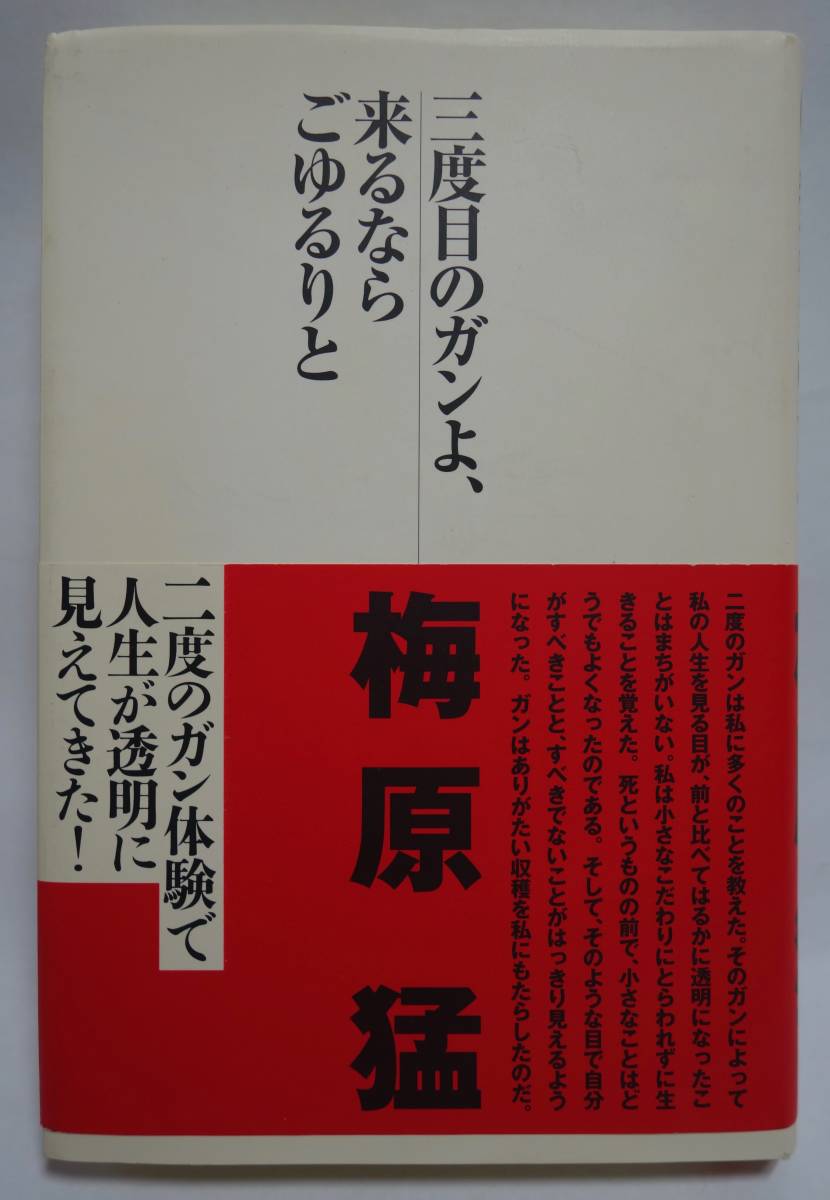 三度目のガンよ、
来るなら
ごゆるりと
二度のガンは私に多くのことを教えた。そのガンによって
私の人生を見る目が、前と比べてはるかに透明になったこ
とはまちがいない。私は小さなこだわりにとらわれずに生
きることを覚えた。死というものの前で、小さなことはど
うでもよくなったのである。そして、そのような目で自分
がすべきことと、すべきでないことがはっきり見えるよう
になった。ガンはありがたい収穫を私にもたらしたのだ。
梅原猛
二度のガン体験で
人生が透明に
見えてきた!